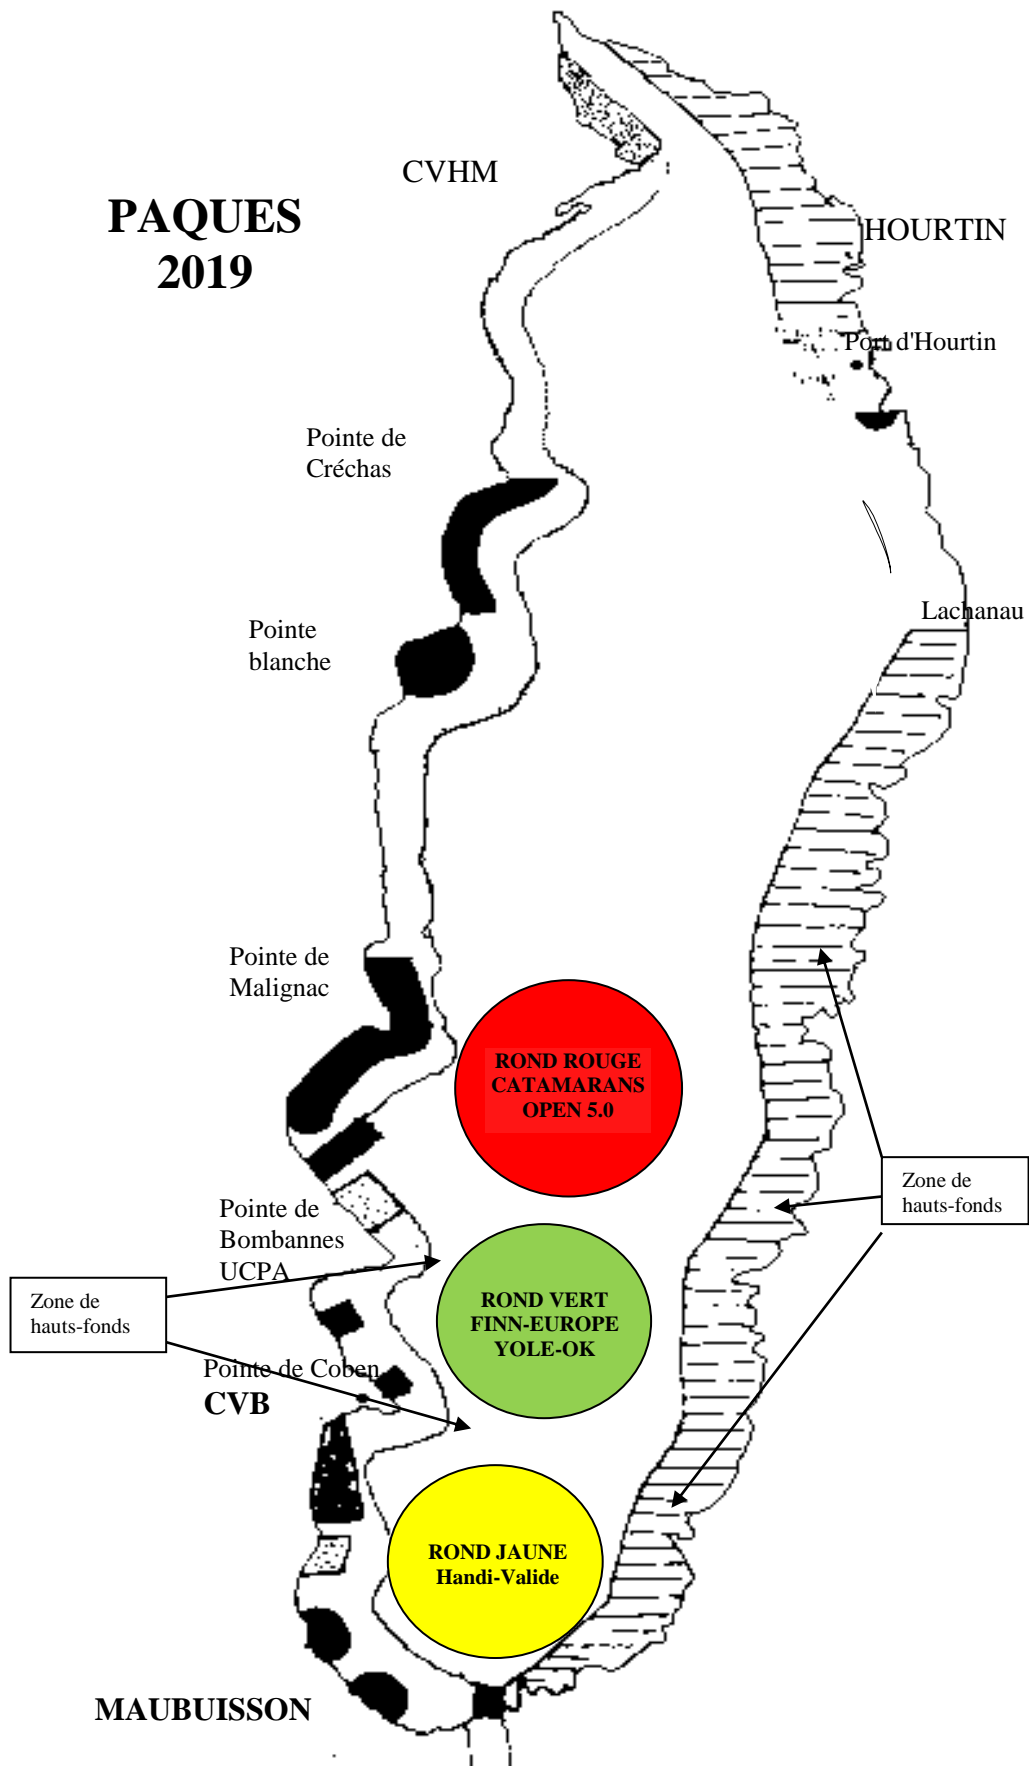 CVHM
PAQUES
2019
HOURTIN
Port d'Hourtin
Pointe de
Créchas
Lachanau
Pointe
blanche
Pointe de
Malignac
ROND ROUGE
CATAMARANS
OPEN 5.0
Zone de
hauts-fonds
Pointe de
Bombannes
UCPA
Zone de
hauts-fonds
ROND VERT
FINN-EUROPE
YOLE-OK
Pointe de Coben
CVB
ROND JAUNE
Handi-Valide
MAUBUISSON